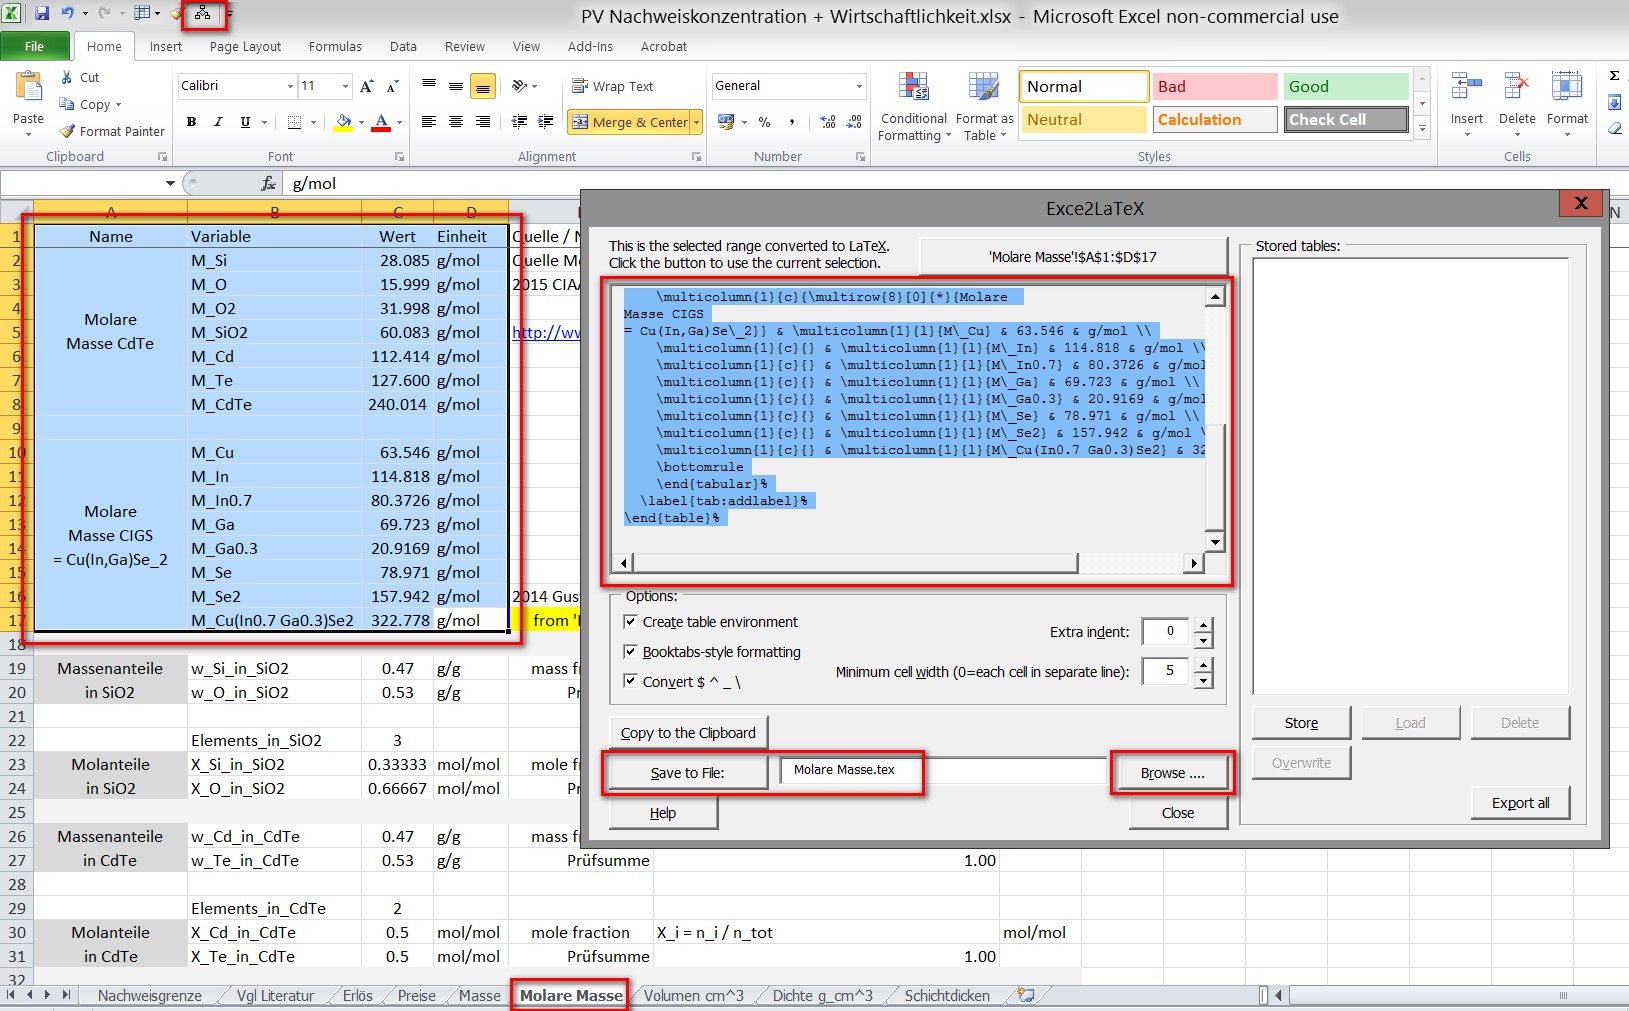 PV Nachweiskonzentration + Wirtschaftlichkeit.xlsx - Microsoft Excel non-commercial use
File Home Insert Page Layout Formulas Data Review View Add-Ins Acrobat
Paste
Cut
Copy
Format Painter
Clipboard
Calibri 11
B I U
Font
Wrap Text
Merge & Center
Alignment
General
% ,
Number
Conditional Formatting
Format as Table
Normal Bad Good
Neutral Calculation Check Cell
Styles
Insert Delete Format
Cells
fx g/mol
A B C D N
1 Name Variable Wert Einheit Quelle / N
2 M_Si 28.085 g/mol
3 M_O 15.999 g/mol
4 M_O2 31.998 g/mol
Molare
Masse CdTe
5 M_SiO2 60.083 g/mol http://ww
6 M_Cd 112.414 g/mol
7 M_Te 127.600 g/mol
8 M_CdTe 240.014 g/mol
9
10 M_Cu 63.546 g/mol
11 M_In 114.818 g/mol
12 M_In0.7 80.3726 g/mol
Molare
Masse CIGS
= Cu(In,Ga)Se_2
13 M_Ga 69.723 g/mol
14 M_Ga0.3 20.9169 g/mol
15 M_Se 78.971 g/mol
16 M_Se2 157.942 g/mol 2014 Gust
17 M_Cu(In0.7 Ga0.3)Se2 322.778 g/mol
18
19 Massenanteile w_Si_in_SiO2 0.47 g/g mass f
20 in SiO2 w_O_in_SiO2 0.53 g/g
21
22 Elements_in_SiO2 3
23 Molanteile X_Si_in_SiO2 0.33333 mol/mol mole f
24 in SiO2 X_O_in_SiO2 0.66667 mol/mol
25
26 Massenanteile w_Cd_in_CdTe 0.47 g/g mass f
27 in CdTe w_Te_in_CdTe 0.53 g/g Prüfsumme 1.00
28
29 Elements_in_CdTe 2
30 Molanteile X_Cd_in_CdTe 0.5 mol/mol mole fraction X_i = n_i / n_tot mol/mol
31 in CdTe X_Te_in_CdTe 0.5 mol/mol Prüfsumme 1.00
32
Nachweisgrenze Vgl Literatur Erlös Preise Masse Molare Masse Volumen cm^3 Dichte g_cm^3 Schichtdicken
Exce2LaTeX
X
This is the selected range converted to LaTeX.
Click the button to use the current selection.
'Molare Masse'!$A$1:$D$17
\multicolumn{1}{c}{\multirow{8}[0]{*}{Molare
Masse CIGS
= Cu(In,Ga)Se\_2}} & \multicolumn{1}{l}{M\_Cu} & 63.546 & g/mol \\
\multicolumn{1}{c}{} & \multicolumn{1}{l}{M\_In} & 114.818 & g/mol \
\multicolumn{1}{c}{} & \multicolumn{1}{l}{M\_In0.7} & 80.3726 & g/mol
\multicolumn{1}{c}{} & \multicolumn{1}{l}{M\_Ga} & 69.723 & g/mol \\
\multicolumn{1}{c}{} & \multicolumn{1}{l}{M\_Ga0.3} & 20.9169 & g/mol
\multicolumn{1}{c}{} & \multicolumn{1}{l}{M\_Se} & 78.971 & g/mol \\
\multicolumn{1}{c}{} & \multicolumn{1}{l}{M\_Se2} & 157.942 & g/mol \
\multicolumn{1}{c}{} & \multicolumn{1}{l}{M\_Cu(In0.7 Ga0.3)Se2} & 32
\bottomrule
\end{tabular}%
\label{tab:addlabel}%
\end{table}%
Options:
Create table environment
Booktabs-style formatting
Convert $ ^ _ \
Extra indent: 0
Minimum cell width (0=each cell in separate line): 5
Copy to the Clipboard
Save to File: Molare Masse.tex Browse ....
Help Close
Stored tables:
Store Load Delete
Overwrite
Export all